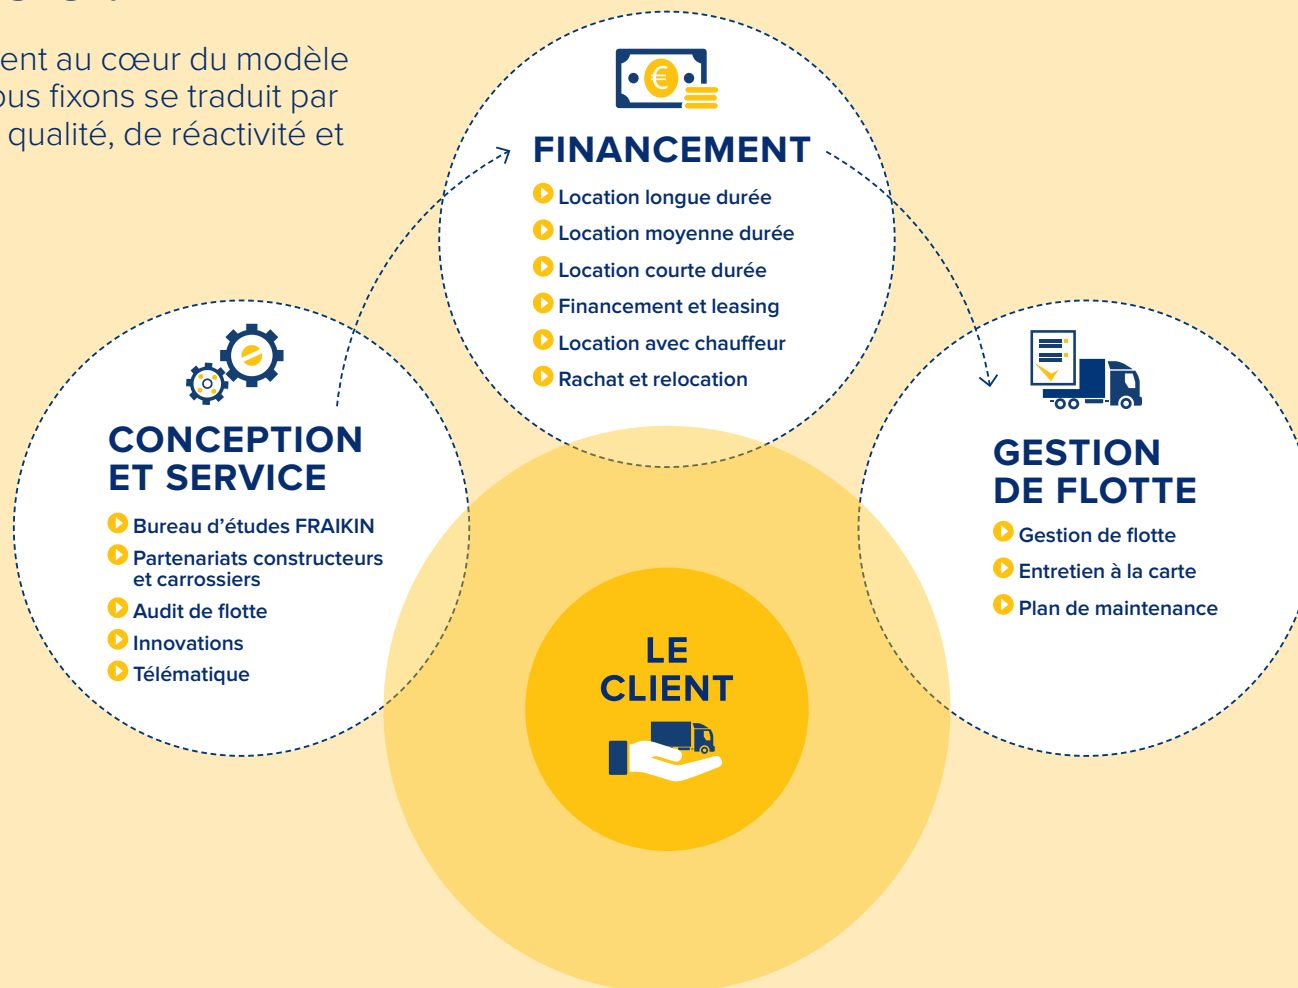 au cœur du modèle
fixons se traduit par
qualité, de réactivité et
FINANCEMENT
Location longue durée
Location moyenne durée
Location courte durée
Financement et leasing
Location avec chauffeur
Rachat et relocation
CONCEPTION
ET SERVICE
Bureau d’études FRAIKIN
Partenariats constructeurs
et carrossiers
Audit de flotte
Innovations
Télématique
GESTION
DE FLOTTE
Gestion de flotte
Entretien à la carte
Plan de maintenance
LE
CLIENT